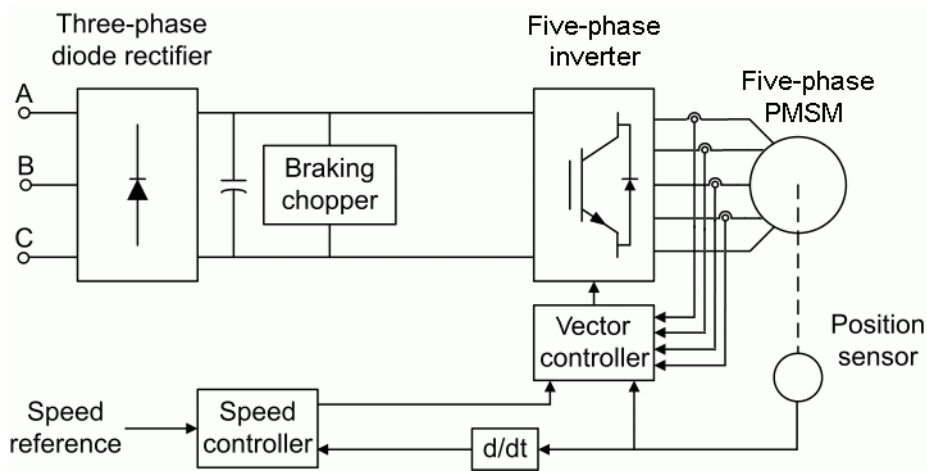 Three-phase
diode rectifier
Five-phase
inverter
Five-phase
PMSM
A
B
C
Braking
chopper
Vector
controller
Position
sensor
Speed
reference
Speed
controller
d/dt